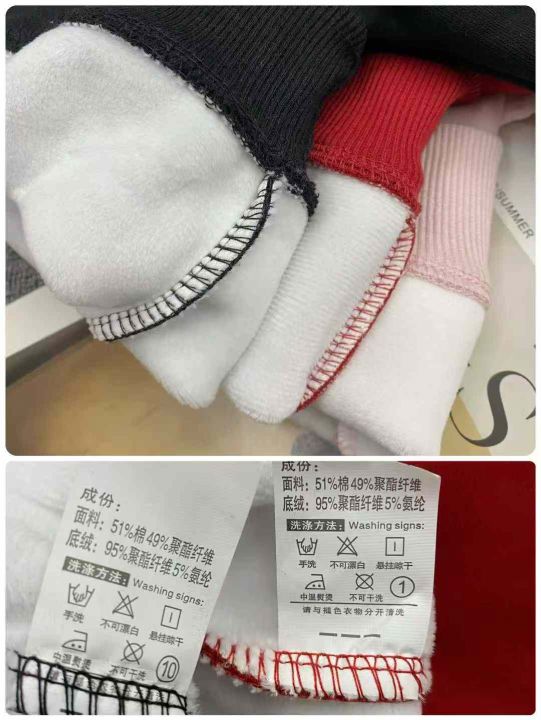 SUMMER
S
成份：
面料：51%棉 49%聚酯纤维
底绒：95%聚酯纤维5%氨纶
洗涤方法： Washing signs:
手洗 不可漂白 悬挂晾干
中温熨烫 不可干洗 10
成份：
面料：51%棉 49%聚酯纤维
底绒：95%聚酯纤维5%氨纶
洗涤方法： Washing signs:
手洗 不可漂白 悬挂晾干
中温熨烫 不可干洗 1
请与褪色衣物分开清洗